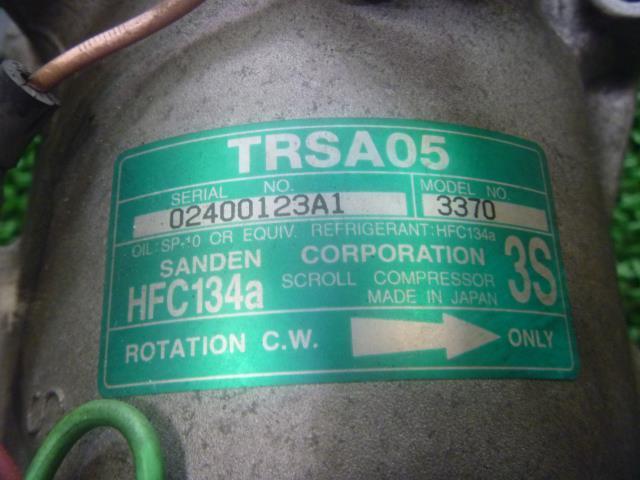 TRSA05
SERIAL NO. MODEL NO.
02400123A1 3370
OIL:SP-10 OR EQUIV. REFRIGERANT:HFC134a
SANDEN CORPORATION 3S
HFC134a SCROLL COMPRESSOR
MADE IN JAPAN
ROTATION C.W. ONLY